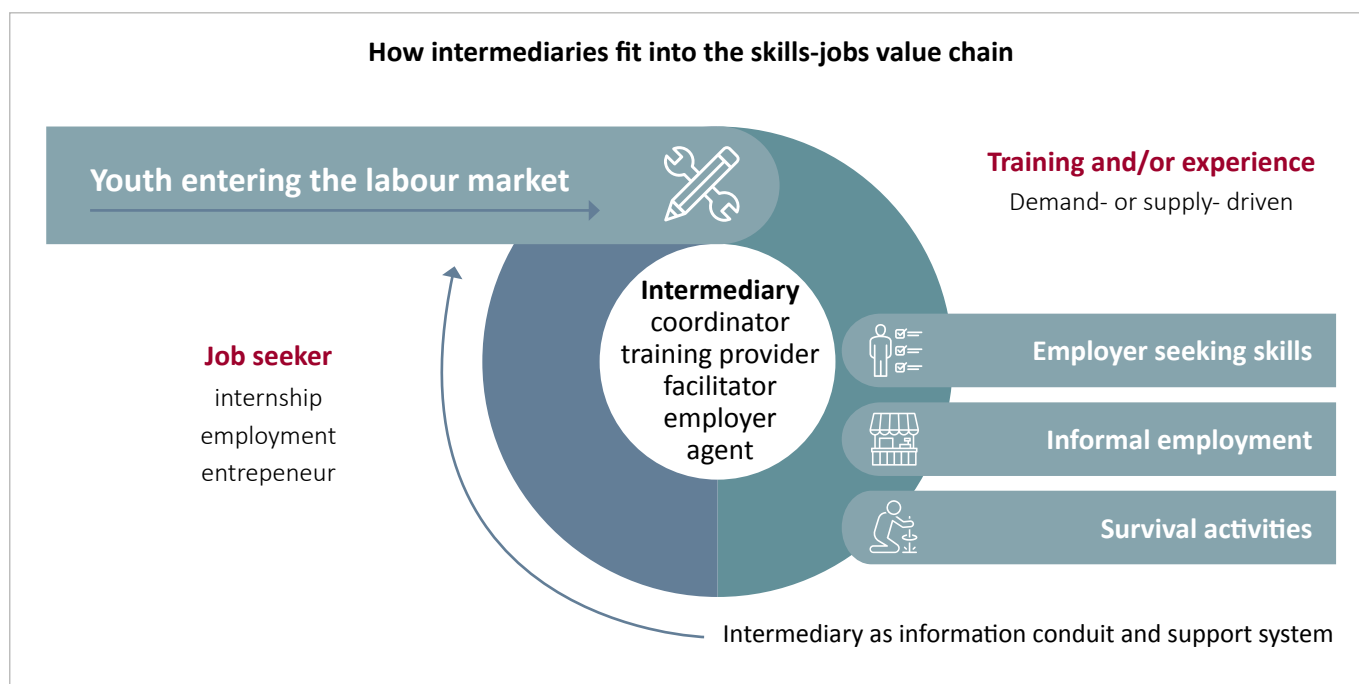 How intermediaries fit into the skills-jobs value chain
Youth entering the labour market
Training and/or experience
Demand- or supply- driven
Intermediary
coordinator
training provider
facilitator
employer
agent
Job seeker
internship
employment
entrepeneur
Employer seeking skills
Informal employment
Survival activities
Intermediary as information conduit and support system